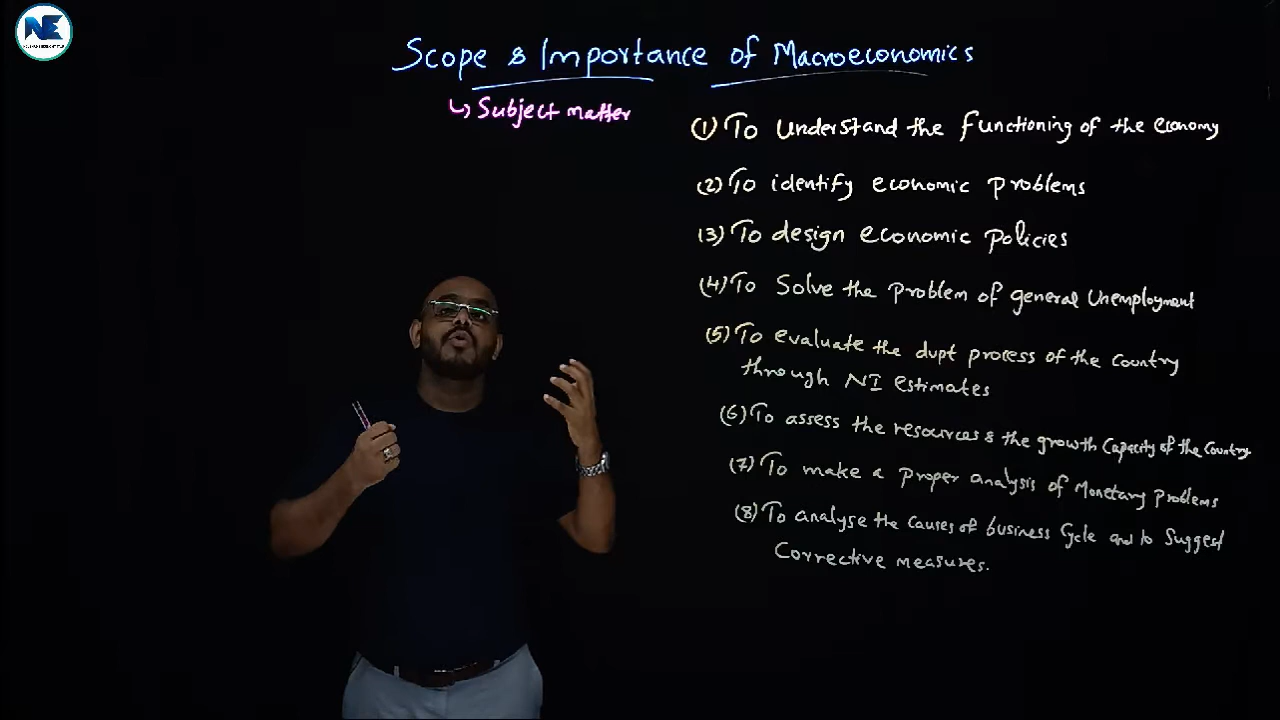 NE
Scope & Importance of Macroeconomics
↳ Subject matter
(1) To Understand the functioning of the economy
(2) To identify economic problems
(3) To design economic policies
(4) To Solve the problem of general Unemployment
(5) To evaluate the dvpt process of the Country
through NI estimates
(6) To assess the resources & the growth Capacity of the Country
(7) To make a proper analysis of Monetary Problems
(8) To analyse the Causes of business Cycle and to Suggest
Corrective measures.